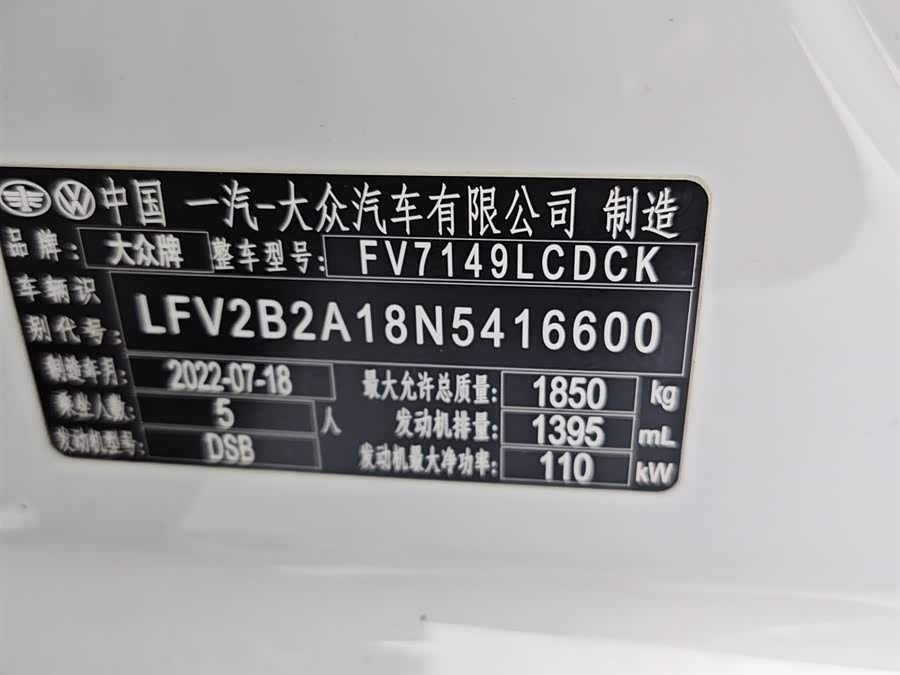 中国 一汽-大众汽车有限公司 制造
品牌: 大众牌 整车型号: FV7149LCDCK
车辆识别代号: LFV2B2A18N5416600
制造年月: 2022-07-18 最大允许总质量: 1850 kg
乘坐人数: 5 人 发动机排量: 1395 mL
发动机型号: DSB 发动机最大净功率: 110 kW